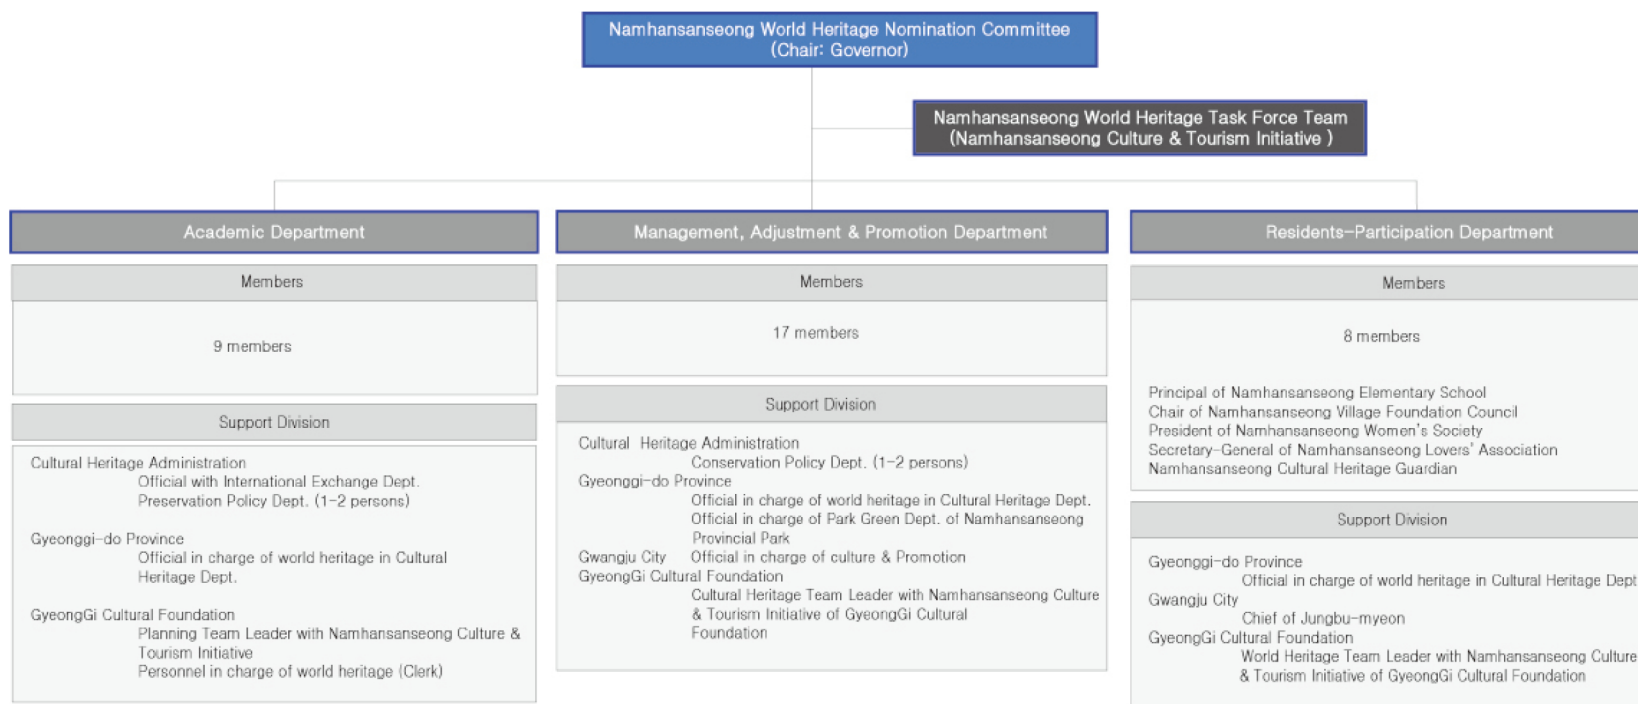 Namhansanseong World Heritage Nomination Committee
(Chair: Governor)
Namhansanseong World Heritage Task Force Team
(Namhansanseong Culture & Tourism Initiative )
Academic Department
Members
9 members
Support Division
Cultural Heritage Administration
Official with International Exchange Dept.
Preservation Policy Dept. (1-2 persons)
Gyeonggi-do Province
Official in charge of world heritage in Cultural
Heritage Dept.
GyeongGi Cultural Foundation
Planning Team Leader with Namhansanseong Culture &
Tourism Initiative
Personnel in charge of world heritage (Clerk)
Management, Adjustment & Promotion Department
Members
17 members
Support Division
Cultural Heritage Administration
Conservation Policy Dept. (1-2 persons)
Gyeonggi-do Province
Official in charge of world heritage in Cultural Heritage Dept.
Official in charge of Park Green Dept. of Namhansanseong
Provincial Park
Gwangju City Official in charge of culture & Promotion
GyeongGi Cultural Foundation
Cultural Heritage Team Leader with Namhansanseong Culture
& Tourism Initiative of GyeongGi Cultural
Foundation
Residents-Participation Department
Members
8 members
Principal of Namhansanseong Elementary School
Chair of Namhansanseong Village Foundation Council
President of Namhansanseong Women's Society
Secretary-General of Namhansanseong Lovers' Association
Namhansanseong Cultural Heritage Guardian
Support Division
Gyeonggi-do Province
Official in charge of world heritage in Cultural Heritage Dept
Gwangju City
Chief of Jungbu-myeon
GyeongGi Cultural Foundation
World Heritage Team Leader with Namhansanseong Culture
& Tourism Initiative of GyeongGi Cultural Foundation